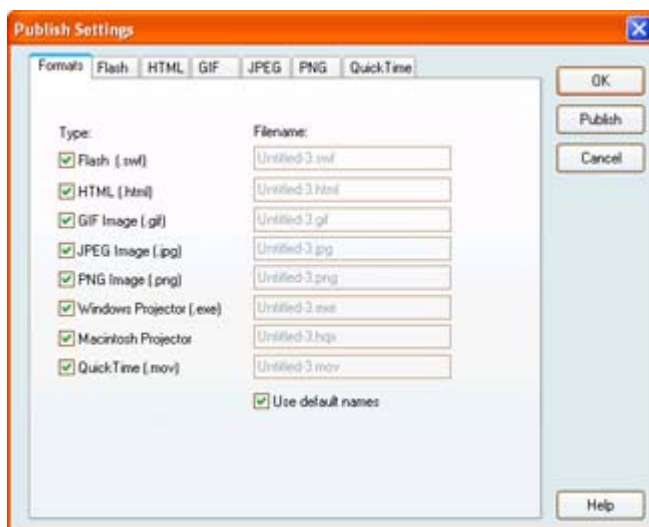 Publish Settings
Formats Flash HTML GIF JPEG PNG QuickTime
OK
Publish
Cancel
Type: Filename:
Flash (.swf) Untitled-3.swf
HTML (.html) Untitled-3.html
GIF Image (.gif) Untitled-3.gif
JPEG Image (.jpg) Untitled-3.jpg
PNG Image (.png) Untitled-3.png
Windows Projector (.exe) Untitled-3.exe
Macintosh Projector Untitled-3.hqx
QuickTime (.mov) Untitled-3.mov
Use default names
Help